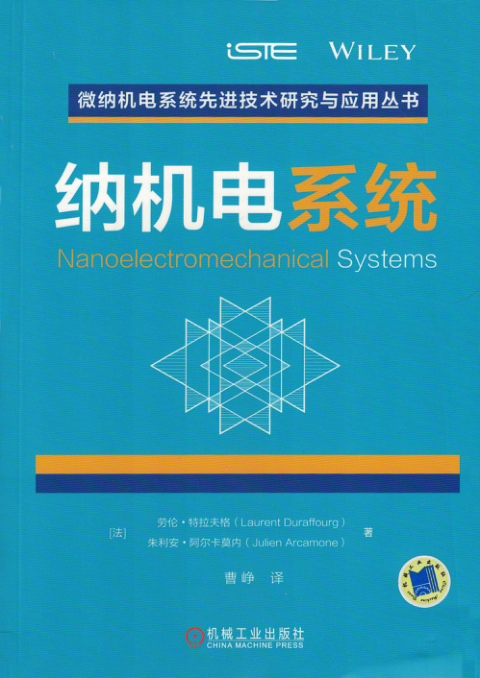 iSTE WILEY
微纳机电系统先进技术研究与应用丛书
纳机电系统
Nanoelectromechanical Systems
劳伦·特拉夫格（Laurent Duraffourg）
[法] 著
朱利安·阿尔卡莫内（Julien Arcamone）
曹峥 译
机械工业出版社
CHINA MACHINE PRESS